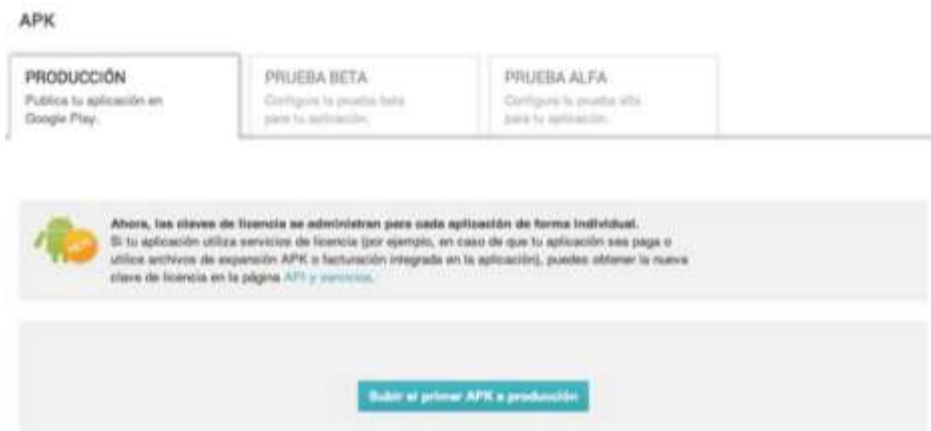 APK
PRODUCCIÓN
Publica tu aplicación en
Google Play.
PRUEBA BETA
Configura la prueba beta
para tu aplicación.
PRUEBA ALFA
Configura la prueba alfa
para tu aplicación.
Ahora, las claves de licencia se administran para cada aplicación de forma individual.
Si tu aplicación utiliza servicios de licencia (por ejemplo, en caso de que tu aplicación sea paga o
utilice archivos de expansión APK o facturación integrada en la aplicación), puedes obtener la nueva
clave de licencia en la página API y servicios.
Subir el primer APK a producción